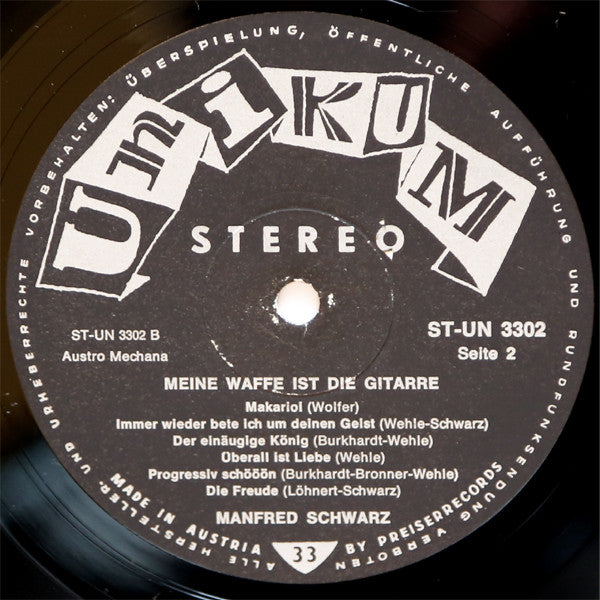 UniKUM
STEREO
ST-UN 3302 B
Austro Mechana
ST-UN 3302
Seite 2
MEINE WAFFE IST DIE GITARRE
Makariol (Wolfer)
Immer wieder bete ich um deinen Geist (Wehle-Schwarz)
Der einäugige König (Burkhardt-Wehle)
Überall ist Liebe (Wehle)
Progressiv schööön (Burkhardt-Bronner-Wehle)
Die Freude (Löhnert-Schwarz)
MANFRED SCHWARZ
MADE IN AUSTRIA
33
BY PREISERRECORDS
ALLE HERSTELLER- UND URHEBERRECHTE VORBEHALTEN: ÜBERSPIELUNG, ÖFFENTLICHE AUFFÜHRUNG UND RUNDFUNKSENDUNG VERBOTEN